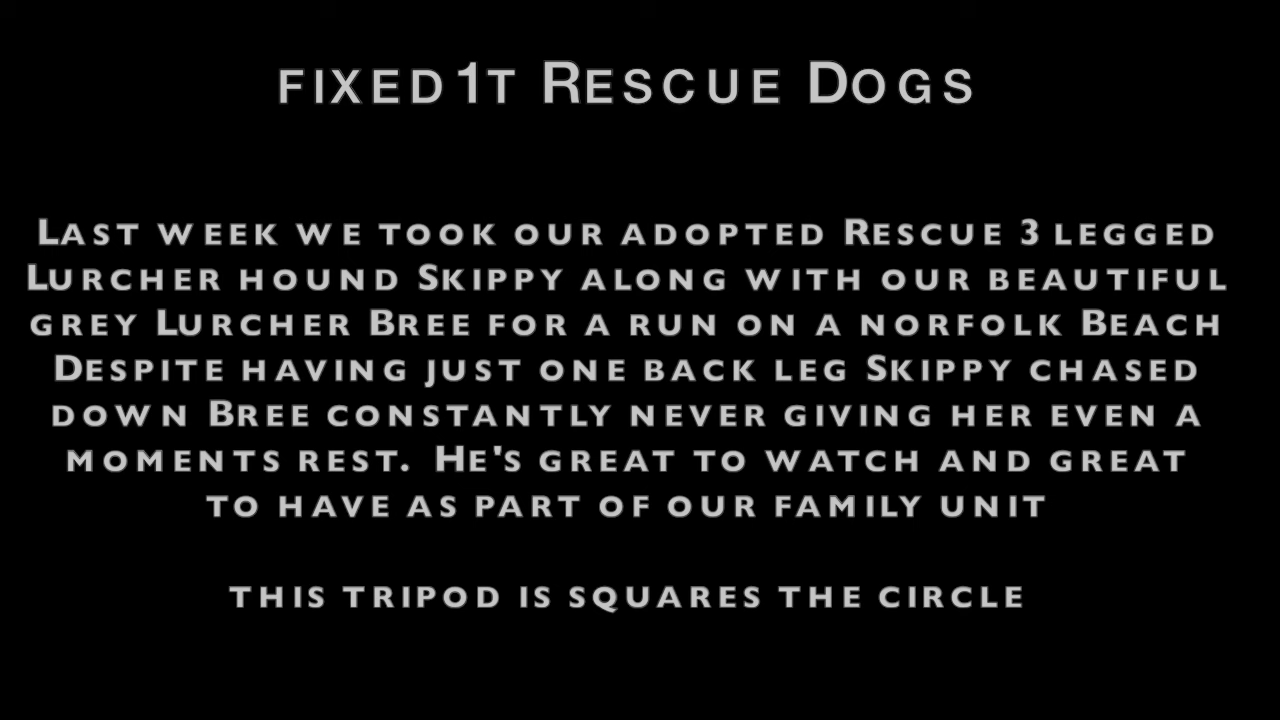 fixed1t Rescue Dogs
Last week we took our adopted Rescue 3 legged
Lurcher hound Skippy along with our beautiful
grey Lurcher Bree for a run on a norfolk Beach
Despite having just one back leg Skippy chased
down Bree constantly never giving her even a
moments rest. He's great to watch and great
to have as part of our family unit
this tripod is squares the circle